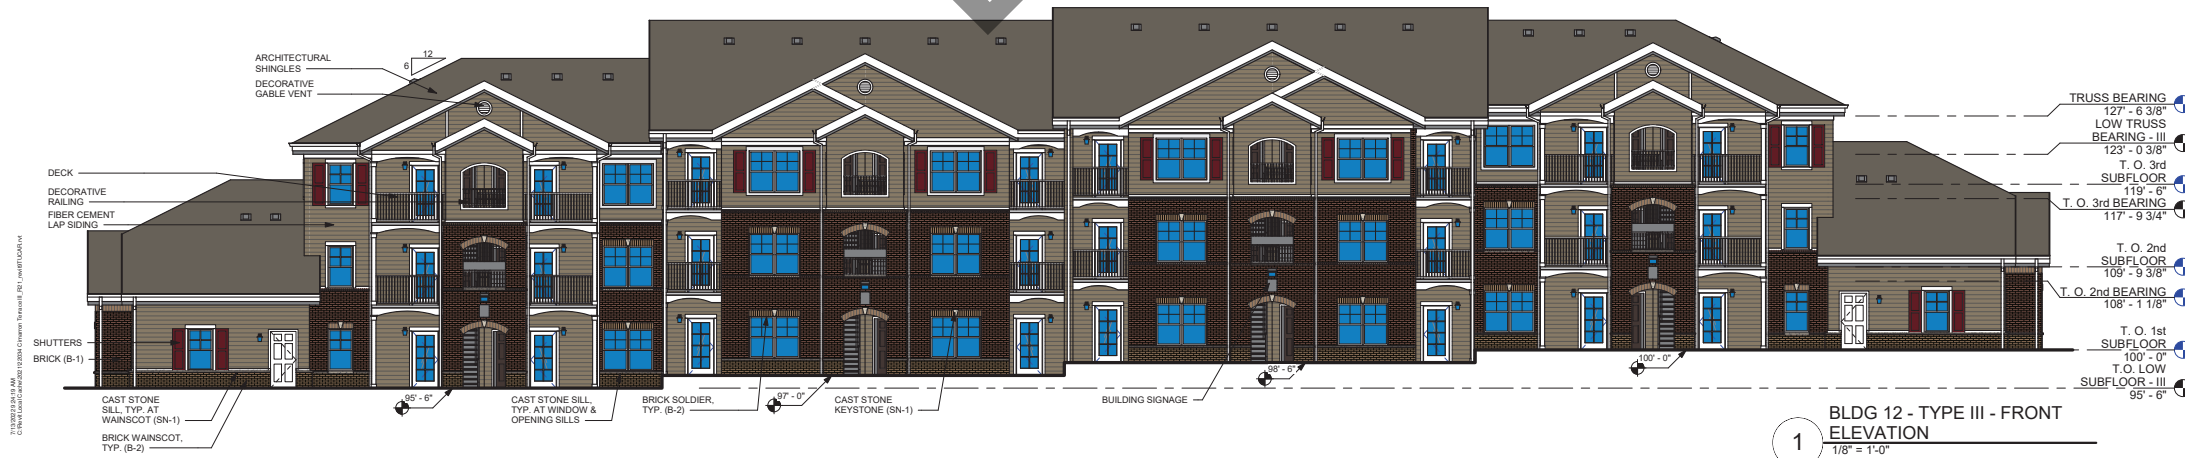 12
6
ARCHITECTURAL
SHINGLES
DECORATIVE
GABLE VENT
DECK
DECORATIVE
RAILING
FIBER CEMENT
LAP SIDING
SHUTTERS
BRICK (B-1)
CAST STONE
SILL, TYP. AT
WAINSCOT (SN-1)
BRICK WAINSCOT,
TYP. (B-2)
95' - 6"
CAST STONE SILL,
TYP. AT WINDOW &
OPENING SILLS
BRICK SOLDIER,
TYP. (B-2)
97' - 0"
CAST STONE
KEYSTONE (SN-1)
BUILDING SIGNAGE
98' - 6"
100' - 0"
TRUSS BEARING
127' - 6 3/8"
LOW TRUSS
BEARING - III
123' - 0 3/8"
T. O. 3rd
SUBFLOOR
119' - 6"
T. O. 3rd BEARING
117' - 9 3/4"
T. O. 2nd
SUBFLOOR
109' - 9 3/8"
T. O. 2nd BEARING
108' - 1 1/8"
T. O. 1st
SUBFLOOR
100' - 0"
T.O. LOW
SUBFLOOR - III
95' - 6"
1
BLDG 12 - TYPE III - FRONT
ELEVATION
1/8" = 1'-0"